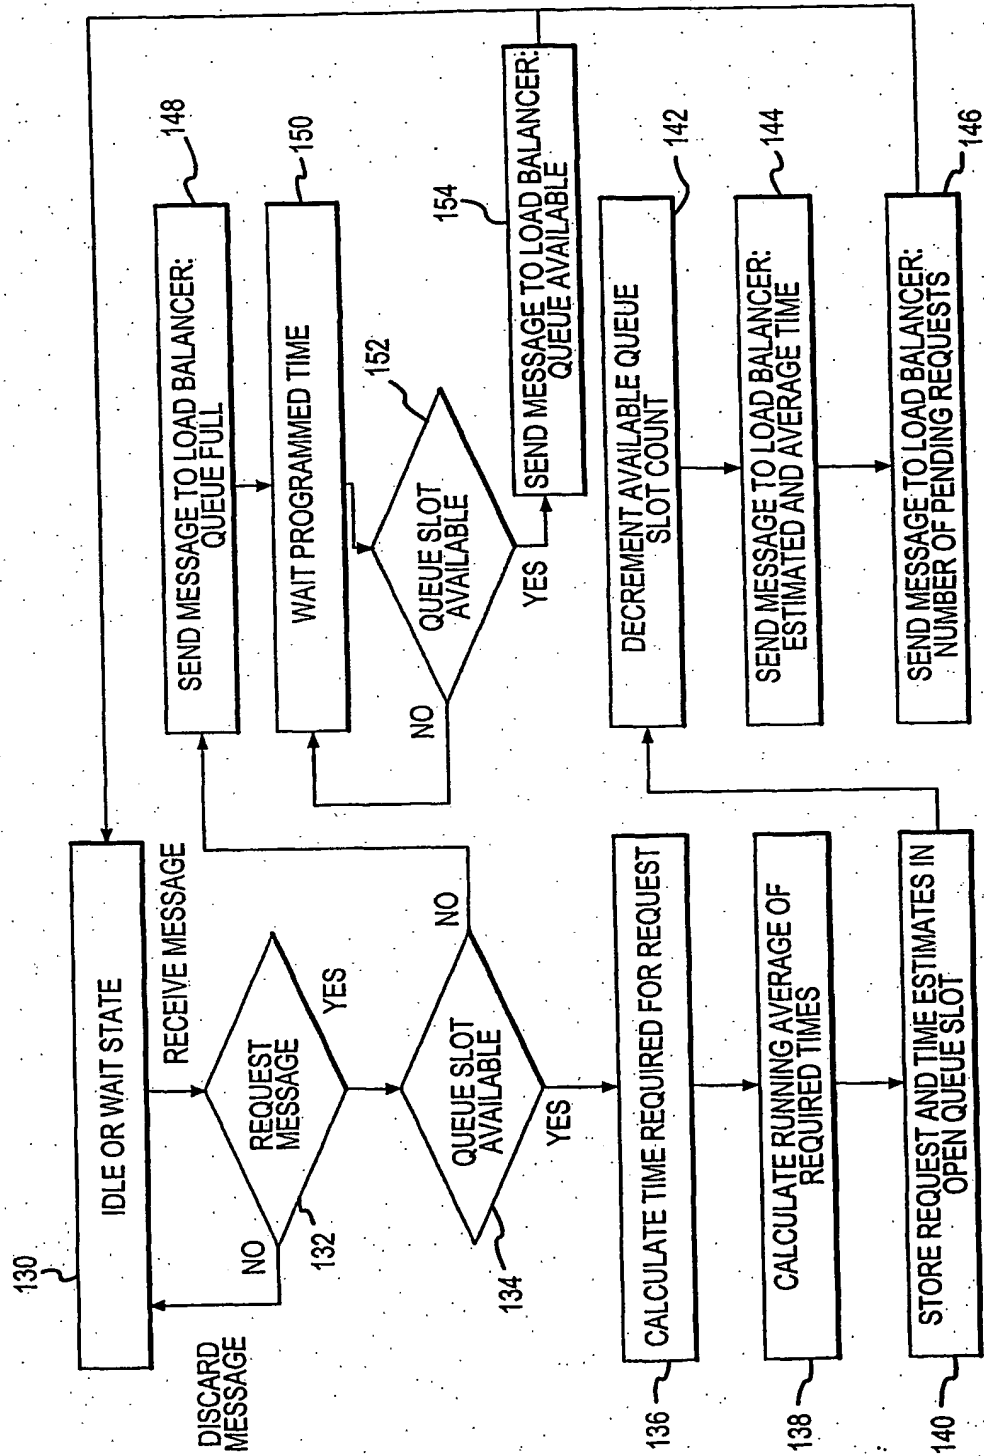 130
IDLE OR WAIT STATE
RECEIVE MESSAGE
DISCARD
MESSAGE
NO
REQUEST
MESSAGE
YES
132
QUEUE SLOT
AVAILABLE
NO
YES
134
136
CALCULATE TIME REQUIRED FOR REQUEST
138
CALCULATE RUNNING AVERAGE OF
REQUIRED TIMES
140
STORE REQUEST AND TIME ESTIMATES IN
OPEN QUEUE SLOT
148
SEND MESSAGE TO LOAD BALANCER:
QUEUE FULL
150
WAIT PROGRAMMED TIME
152
QUEUE SLOT
AVAILABLE
NO
YES
154
SEND MESSAGE TO LOAD BALANCER:
QUEUE AVAILABLE
142
DECREMENT AVAILABLE QUEUE
SLOT COUNT
144
SEND MESSAGE TO LOAD BALANCER:
ESTIMATED AND AVERAGE TIME
146
SEND MESSAGE TO LOAD BALANCER:
NUMBER OF PENDING REQUESTS